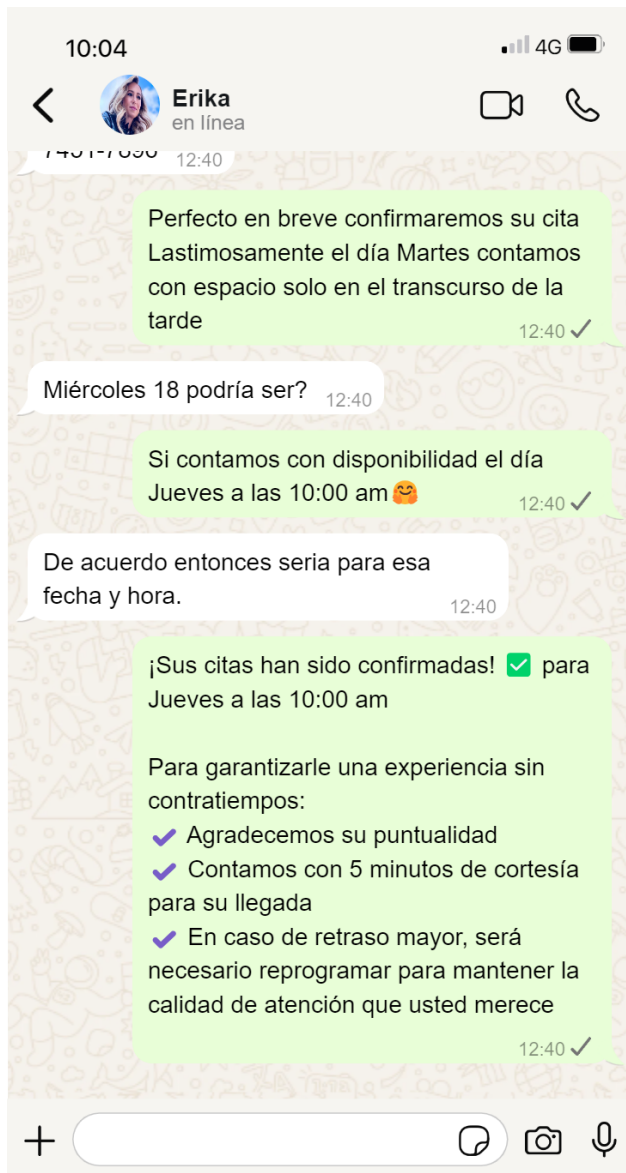 10:04
4G
Erika
en línea
12:40
Perfecto en breve confirmaremos su cita
Lastimosamente el día Martes contamos
con espacio solo en el transcurso de la
tarde
12:40
Miércoles 18 podría ser?
12:40
Si contamos con disponibilidad el día
Jueves a las 10:00 am🤗
12:40
De acuerdo entonces seria para esa
fecha y hora.
12:40
¡Sus citas han sido confirmadas! ✅ para
Jueves a las 10:00 am
Para garantizarle una experiencia sin
contratiempos:
✔ Agradecemos su puntualidad
✔ Contamos con 5 minutos de cortesía
para su llegada
✔ En caso de retraso mayor, será
necesario reprogramar para mantener la
calidad de atención que usted merece
12:40